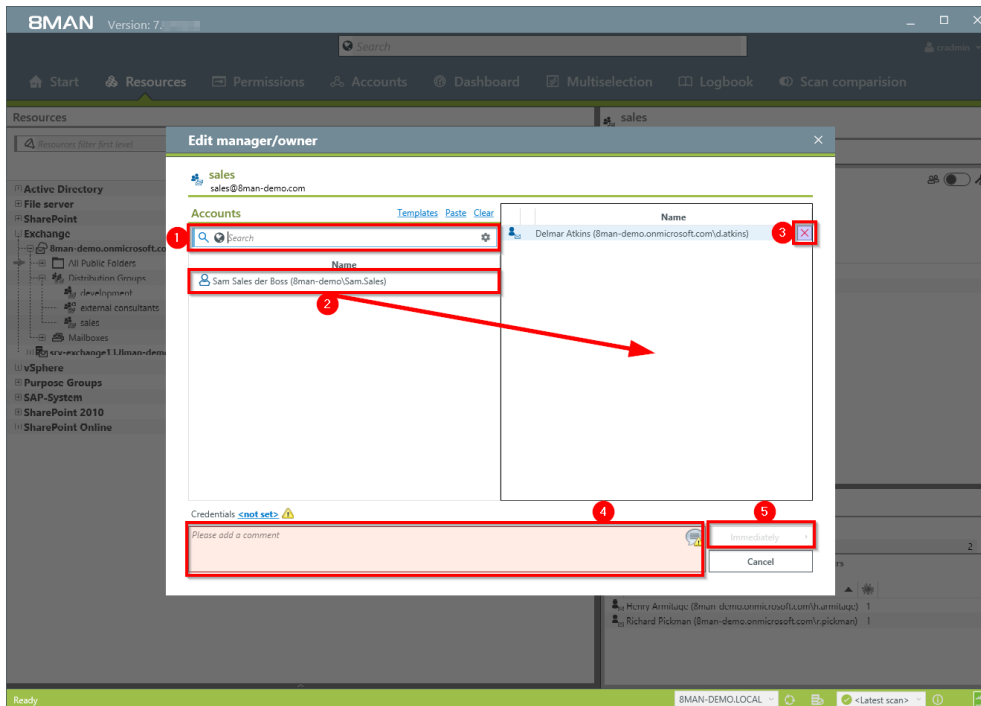 8MAN Version: 7.
Search
cradmin
Start Resources Permissions Accounts Dashboard Multiselection Logbook Scan comparision
Resources
sales
Resources filter first level
Edit manager/owner
sales
sales@8man-demo.com
Active Directory
File server
SharePoint
Exchange
8man-demo.onmicrosoft.co
All Public Folders
Distribution Groups
development
external consultants
sales
Mailboxes
srv-exchange13.8man-dem
vSphere
Purpose Groups
SAP-System
SharePoint 2010
SharePoint Online
Accounts Templates Paste Clear
1 Search
Name
Sam Sales der Boss (8man-demo\Sam.Sales)
2
Name
Delmar Atkins (8man-demo.onmicrosoft.com\d.atkins) 3
Credentials <not set>
4
5
Please add a comment
Immediately
Cancel
2
rs
Henry Armitage (8man-demo.onmicrosoft.com\h.armitage) 1
Richard Pickman (8man-demo.onmicrosoft.com\r.pickman) 1
Ready
8MAN-DEMO.LOCAL <Latest scan>